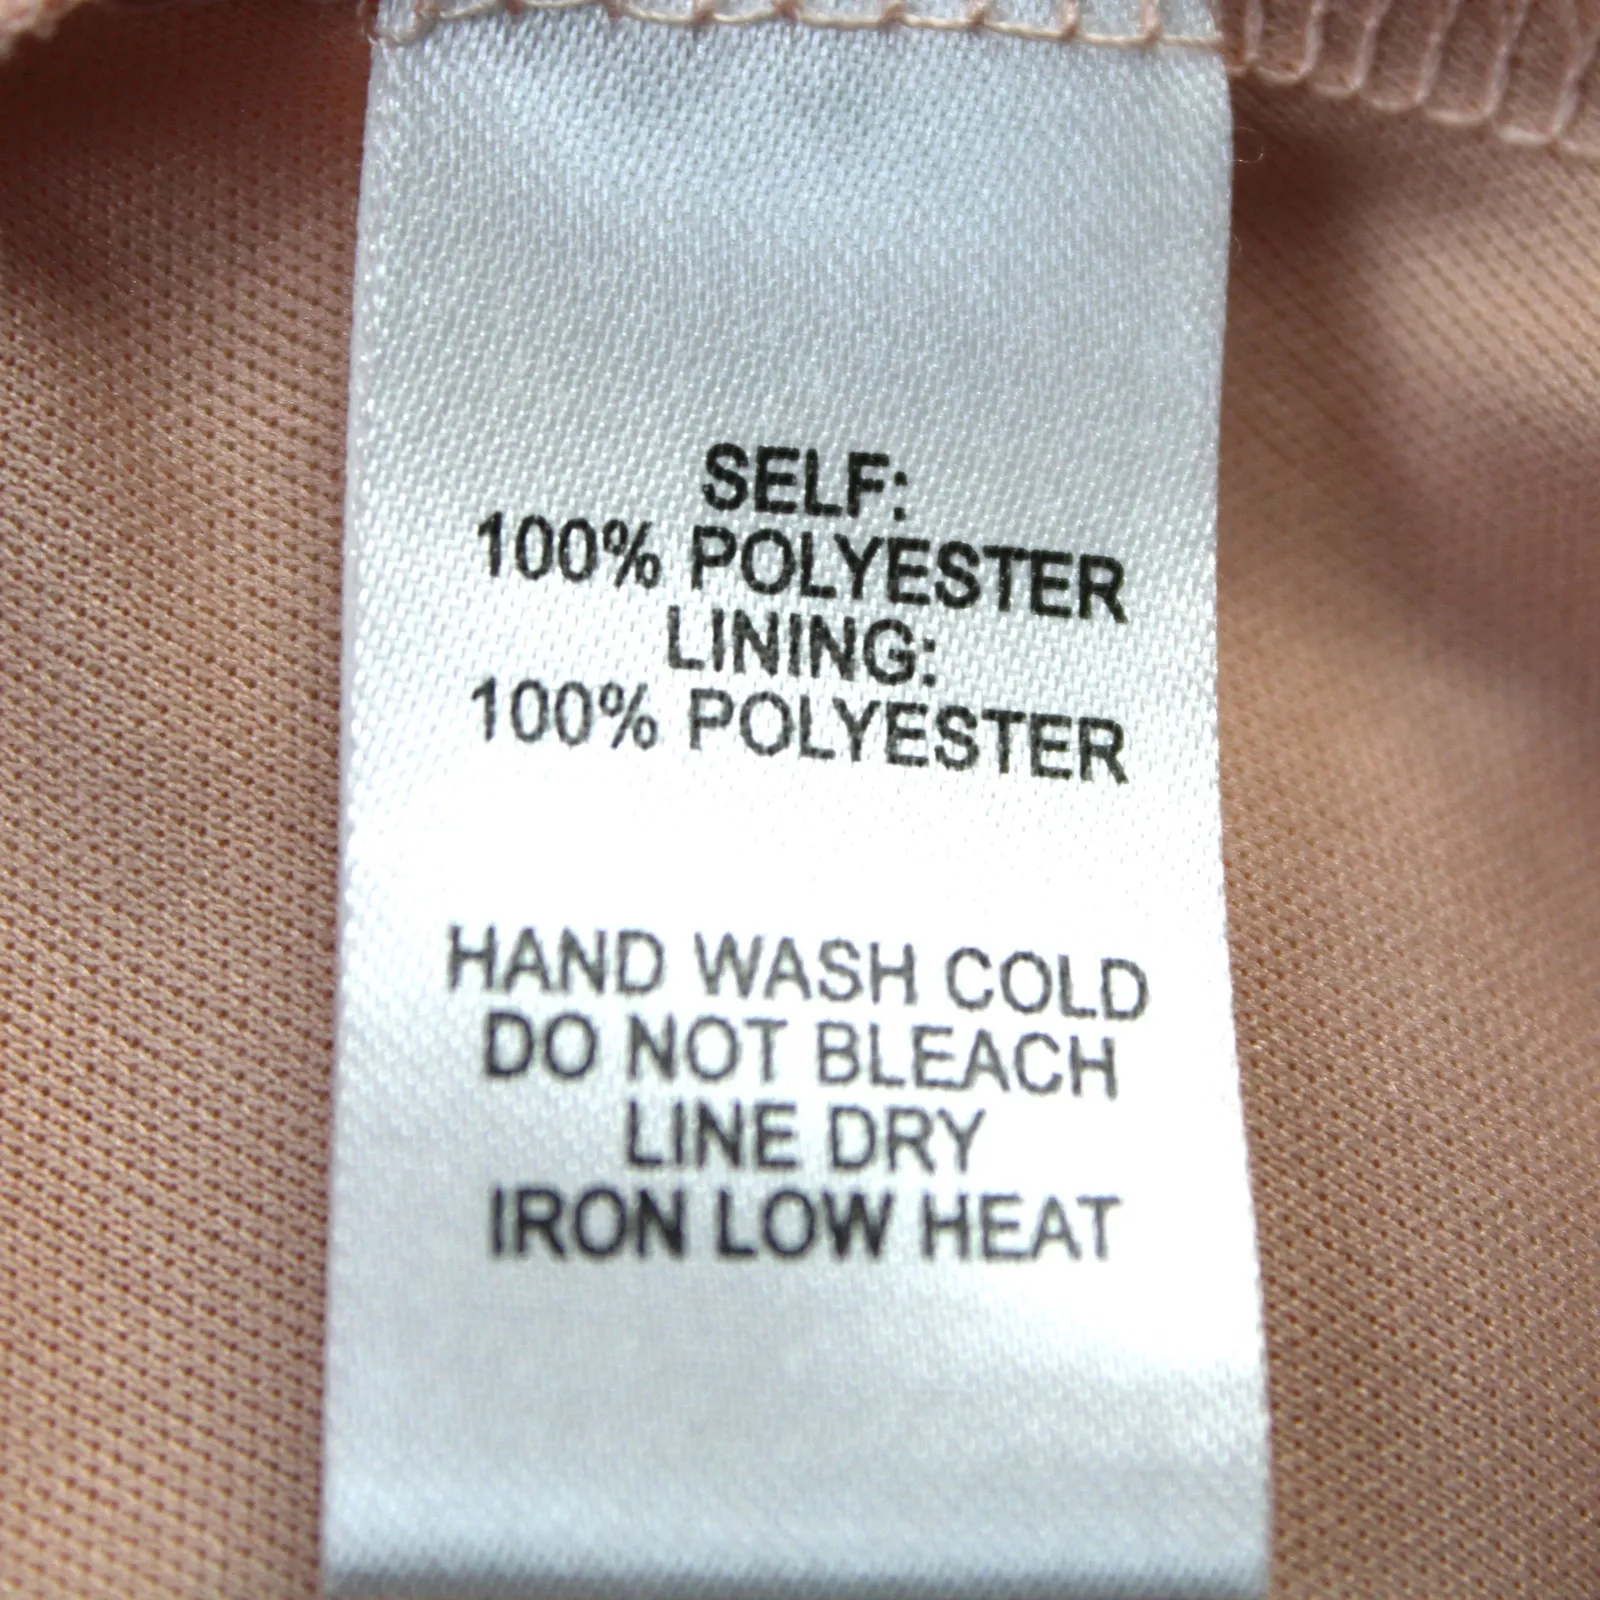 SELF:
100% POLYESTER
LINING:
100% POLYESTER
HAND WASH COLD
DO NOT BLEACH
LINE DRY
IRON LOW HEAT